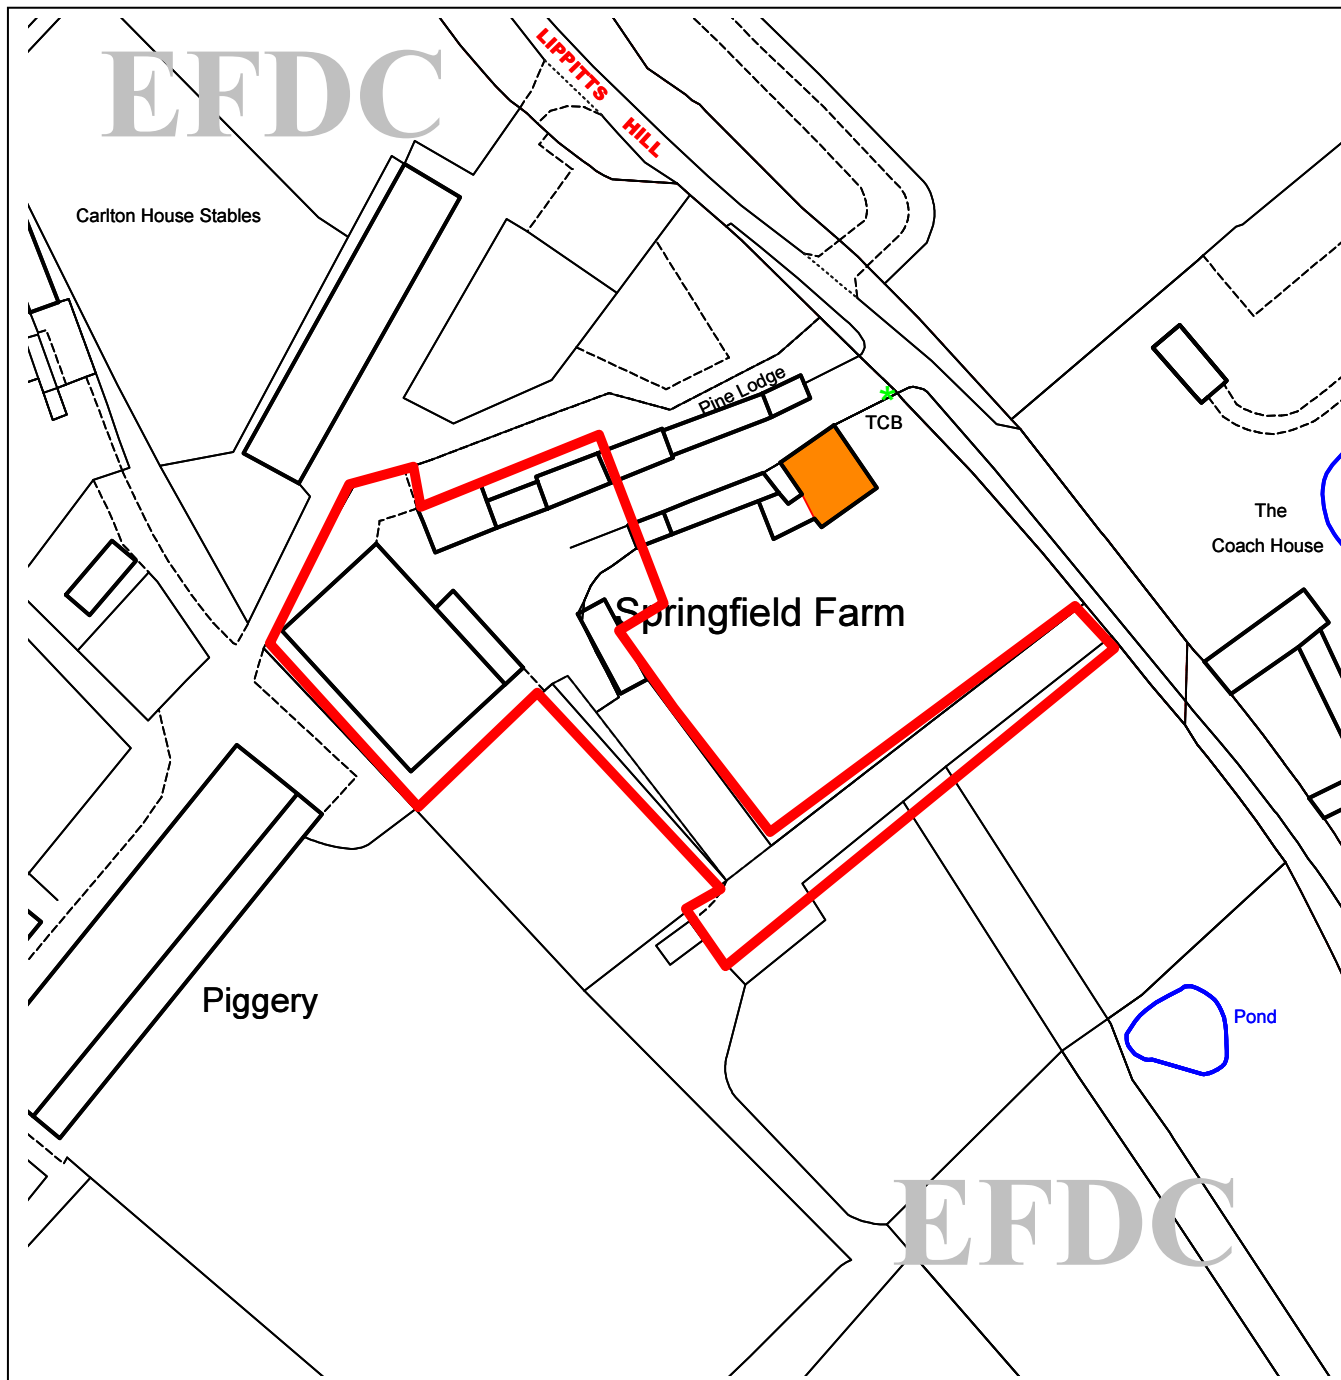 EFDC
LIPPITTS HILL
Carlton House Stables
Pine Lodge
TCB
The
Coach House
Springfield Farm
Piggery
Pond
EFDC